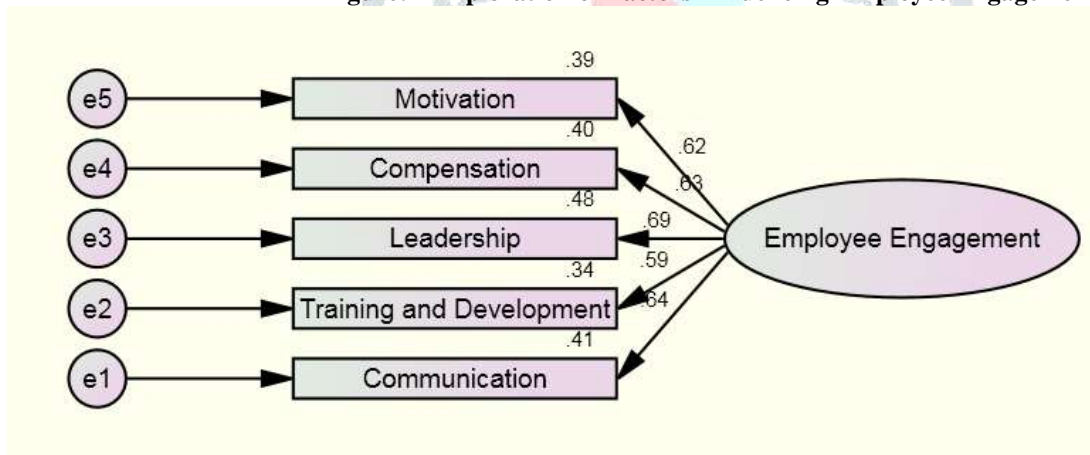 .39
e5 Motivation
.62
.40
e4 Compensation
.63
.48
e3 Leadership
.69
Employee Engagement
.59
.34
e2 Training and Development
.64
.41
e1 Communication